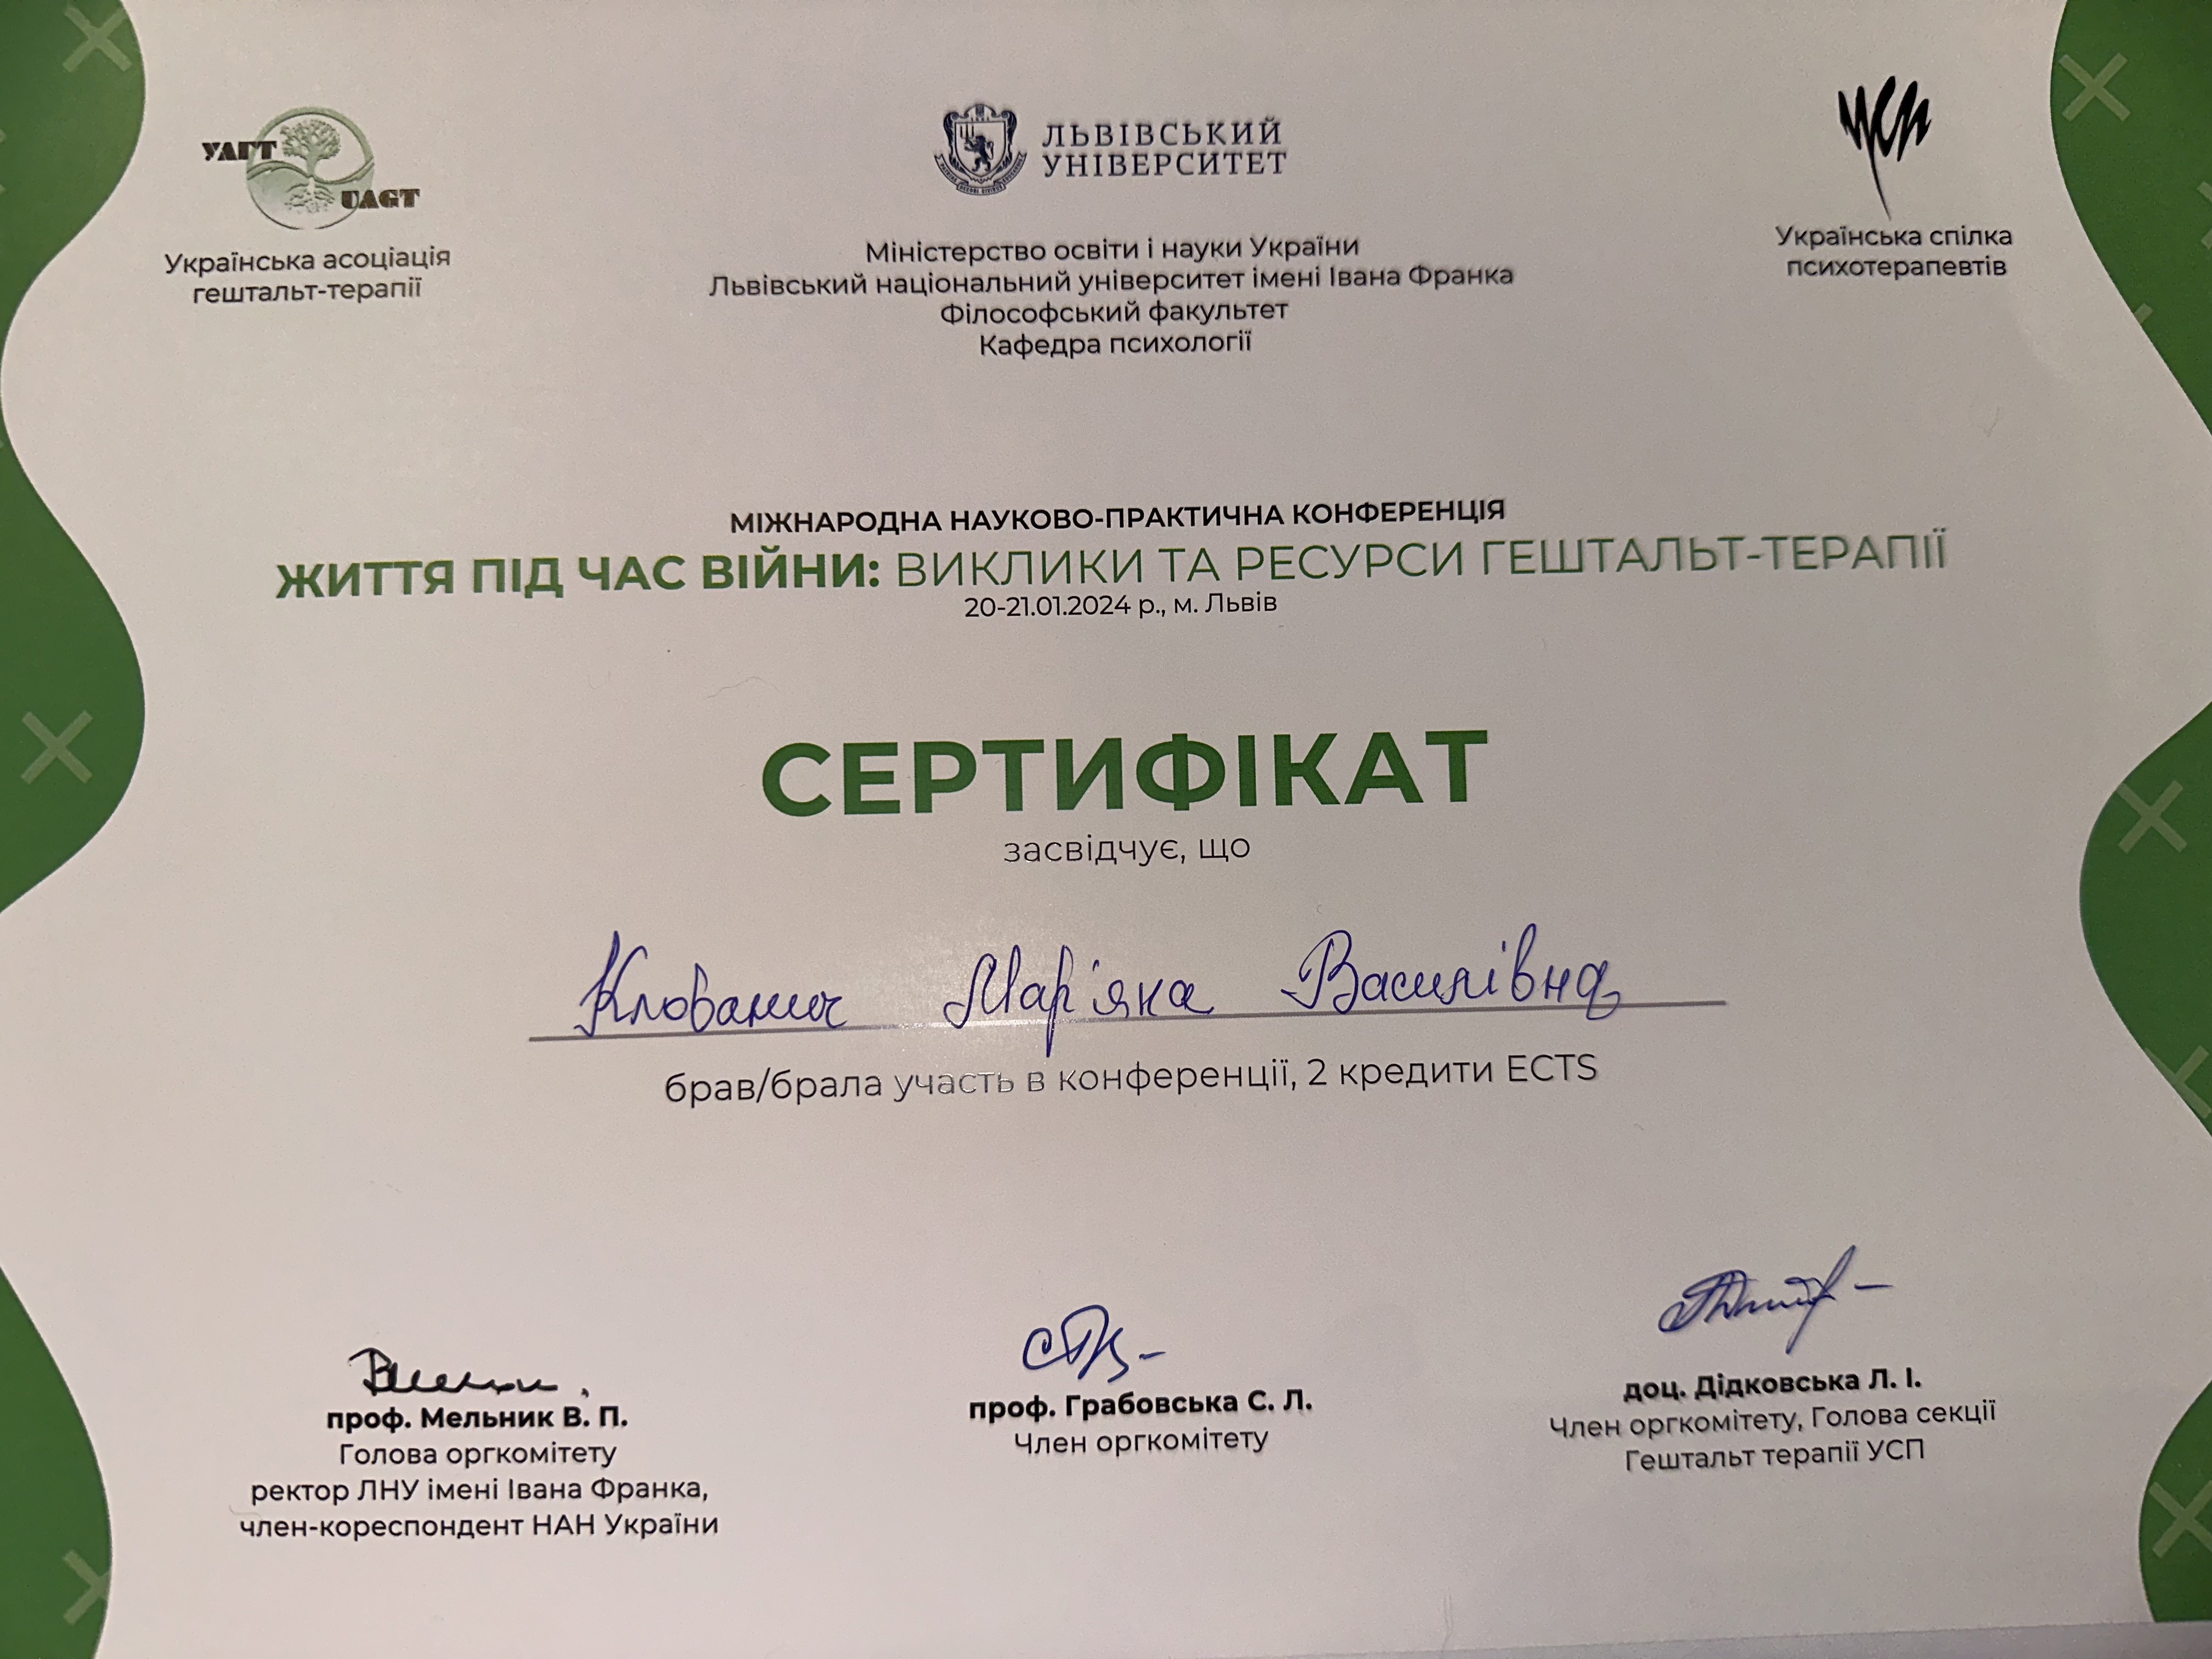 УАГТ
UAGT
Українська асоціація
гештальт-терапії
ЛЬВІВСЬКИЙ
УНІВЕРСИТЕТ
Міністерство освіти і науки України
Львівський національний університет імені Івана Франка
Філософський факультет
Кафедра психології
УСП
Українська спілка
психотерапевтів
МІЖНАРОДНА НАУКОВО-ПРАКТИЧНА КОНФЕРЕНЦІЯ
ЖИТТЯ ПІД ЧАС ВІЙНИ: ВИКЛИКИ ТА РЕСУРСИ ГЕШТАЛЬТ-ТЕРАПІЇ
20-21.01.2024 р., м. Львів
СЕРТИФІКАТ
засвідчує, що
Мар'яна Василівна
брав/брала участь в конференції, 2 кредити ECTS
проф. Мельник В. П.
Голова оргкомітету
ректор ЛНУ імені Івана Франка,
член-кореспондент НАН України
проф. Грабовська С. Л.
Член оргкомітету
доц. Дідковська Л. І.
Член оргкомітету, Голова секції
Гештальт терапії УСП